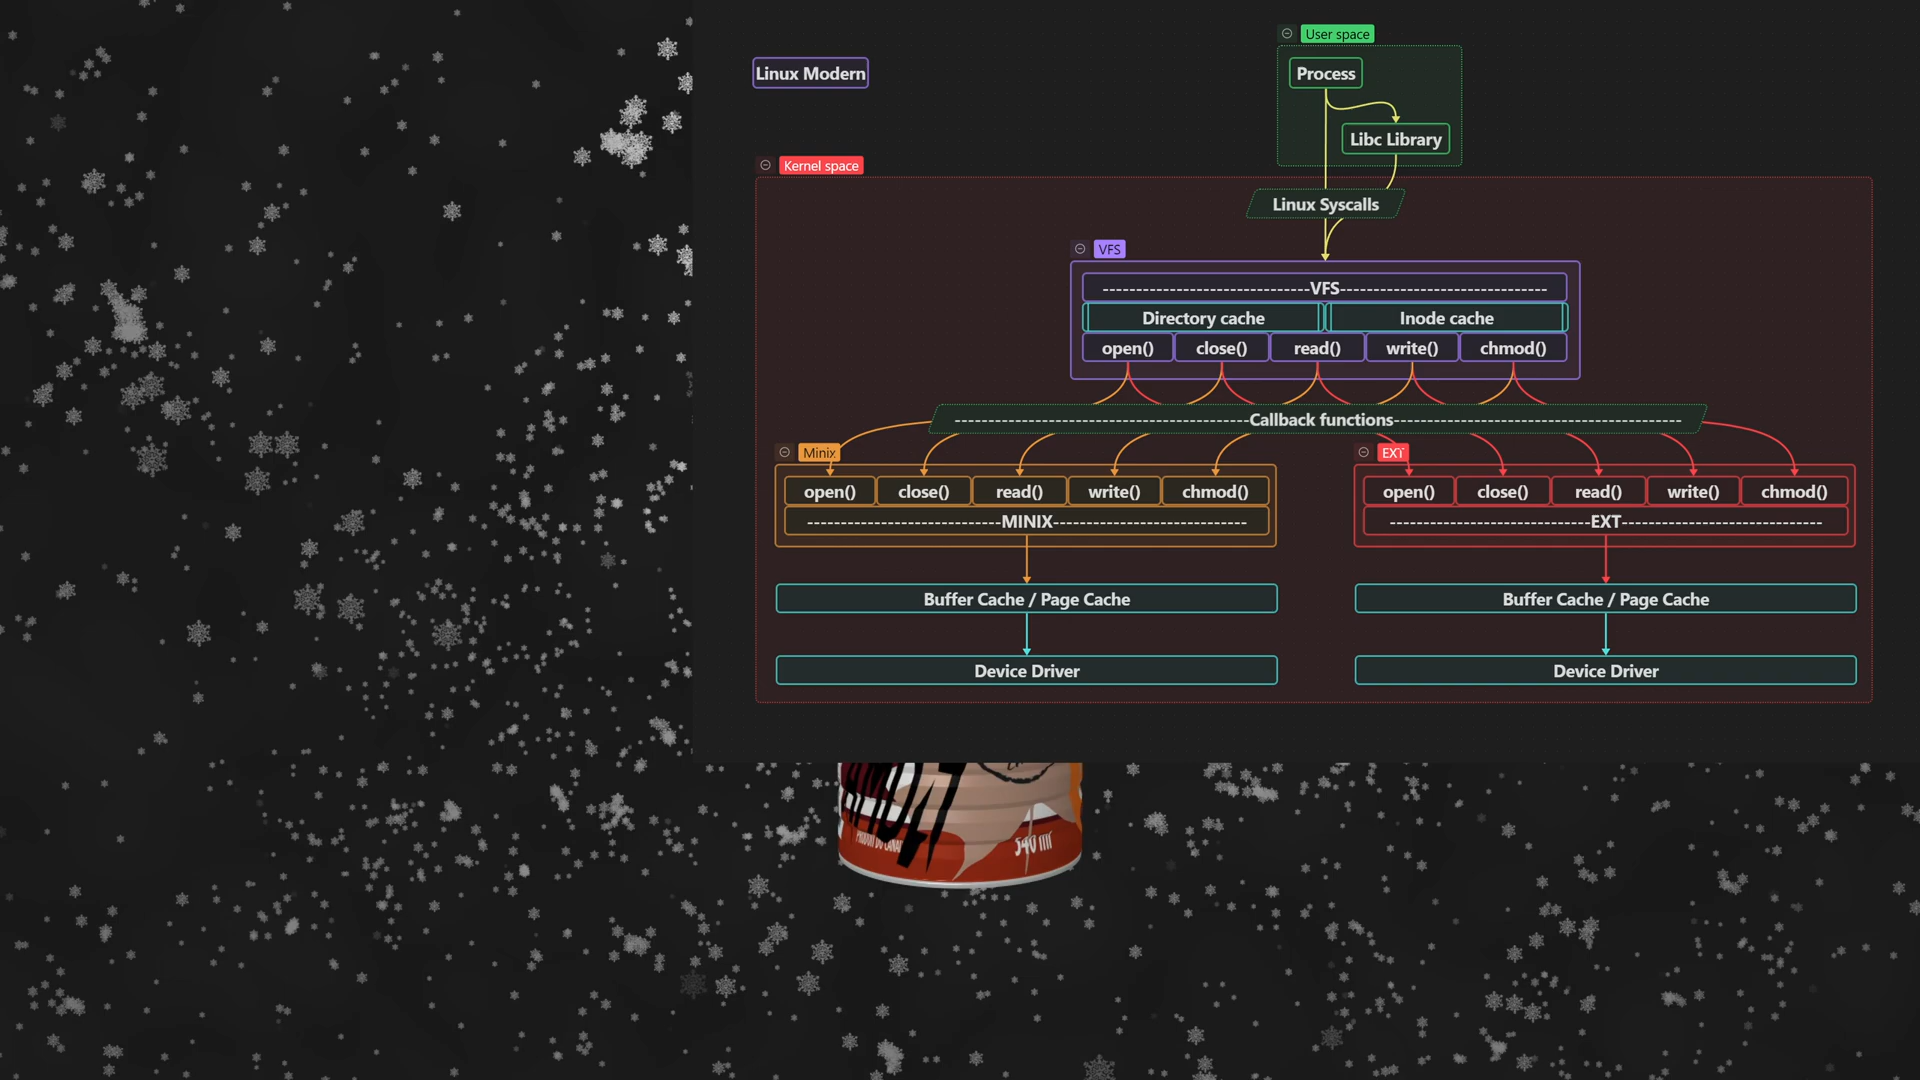 User space
Linux Modern
Process
Libc Library
Kernel space
Linux Syscalls
VFS
-------------------------------VFS-------------------------------
Directory cache
Inode cache
open()
close()
read()
write()
chmod()
-------------------------------------------Callback functions-------------------------------------------
Minix
EXT
open()
close()
read()
write()
chmod()
open()
close()
read()
write()
chmod()
-----------------------------MINIX-----------------------------
------------------------------EXT------------------------------
Buffer Cache / Page Cache
Buffer Cache / Page Cache
Device Driver
Device Driver
540 ml